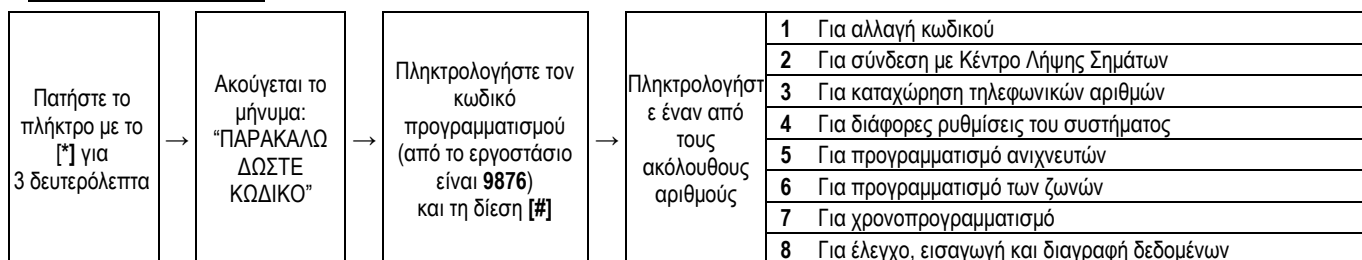 Πατήστε το
πλήκτρο με το
[*] για
3 δευτερόλεπτα
→
Ακούγεται το
μήνυμα:
“ΠΑΡΑΚΑΛΩ
ΔΩΣΤΕ
ΚΩΔΙΚΟ”
→
Πληκτρολογήστε τον
κωδικό
προγραμματισμού
(από το εργοστάσιο
είναι 9876)
και τη δίεση [#]
→
Πληκτρολογήστ
ε έναν από
τους
ακόλουθους
αριθμούς
1 Για αλλαγή κωδικού
2 Για σύνδεση με Κέντρο Λήψης Σημάτων
3 Για καταχώρηση τηλεφωνικών αριθμών
4 Για διάφορες ρυθμίσεις του συστήματος
5 Για προγραμματισμό ανιχνευτών
6 Για προγραμματισμό των ζωνών
7 Για χρονοπρογραμματισμό
8 Για έλεγχο, εισαγωγή και διαγραφή δεδομένων